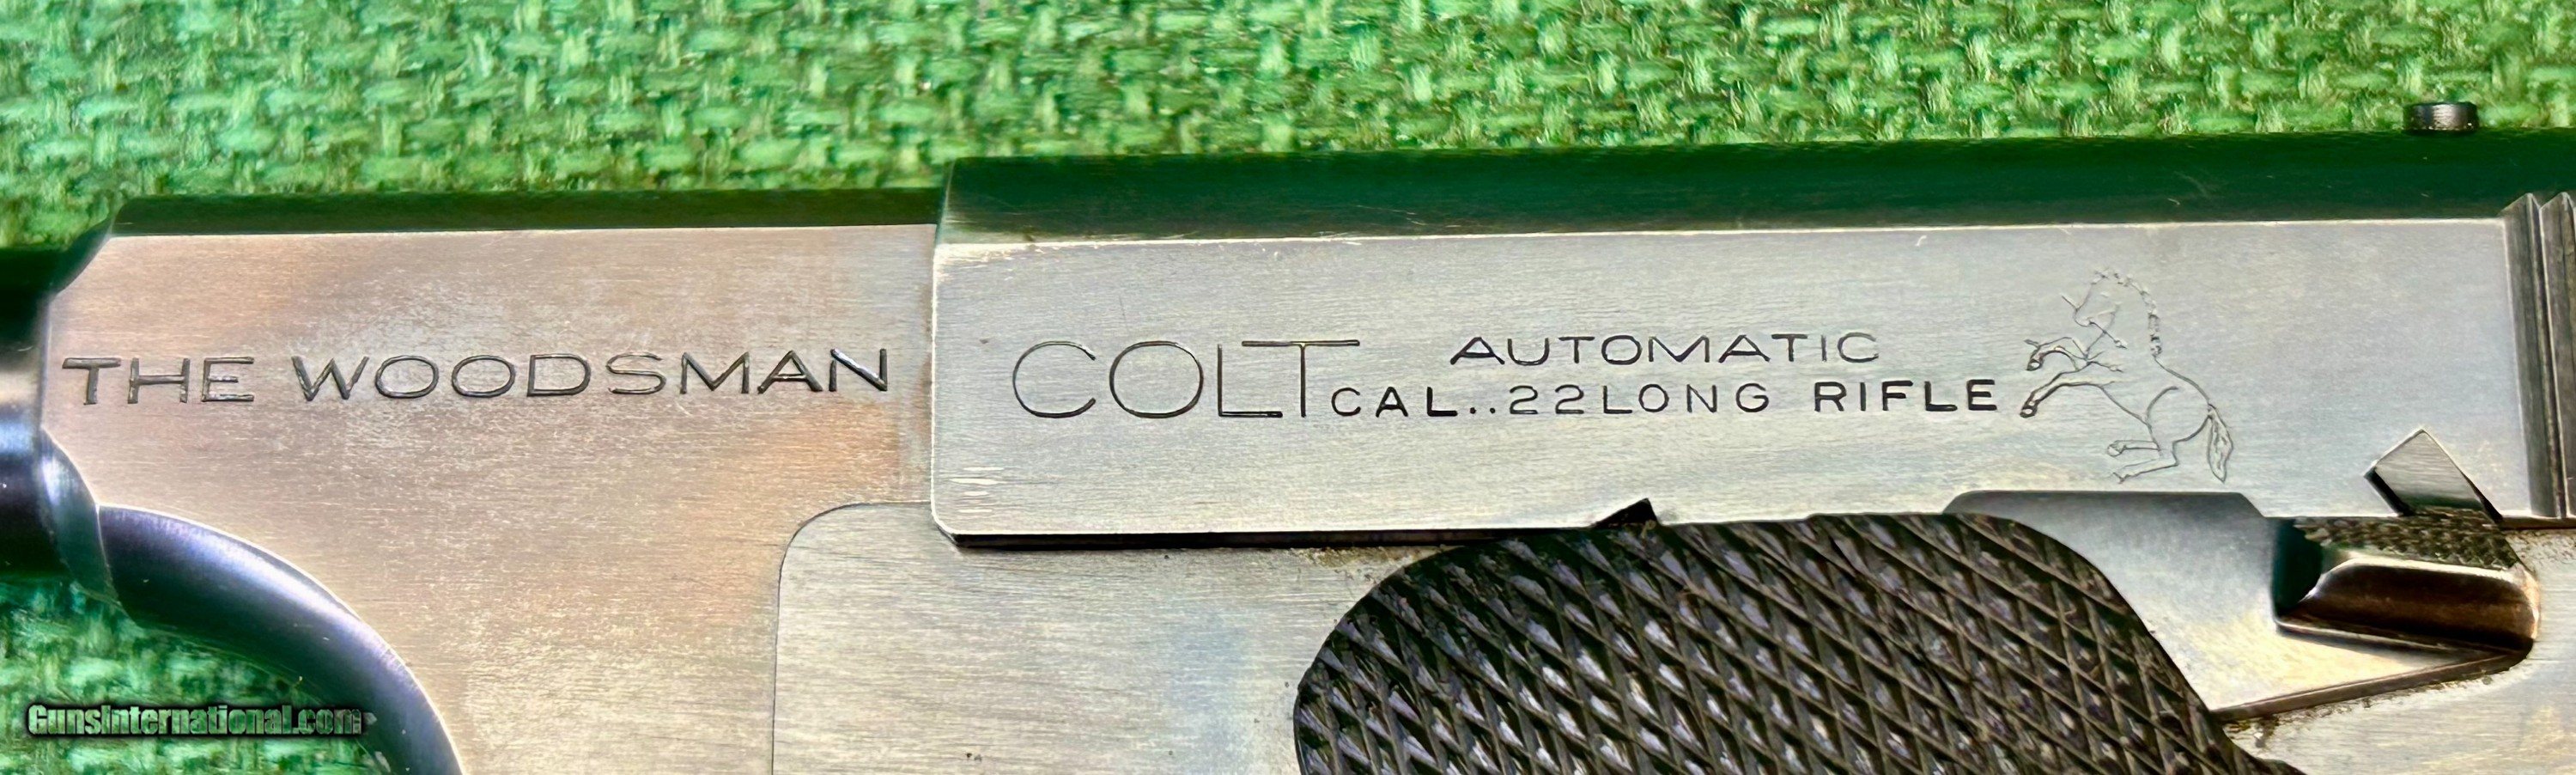 THE WOODSMAN
COLT
AUTOMATIC
CAL..22 LONG RIFLE
GunsInternational.com